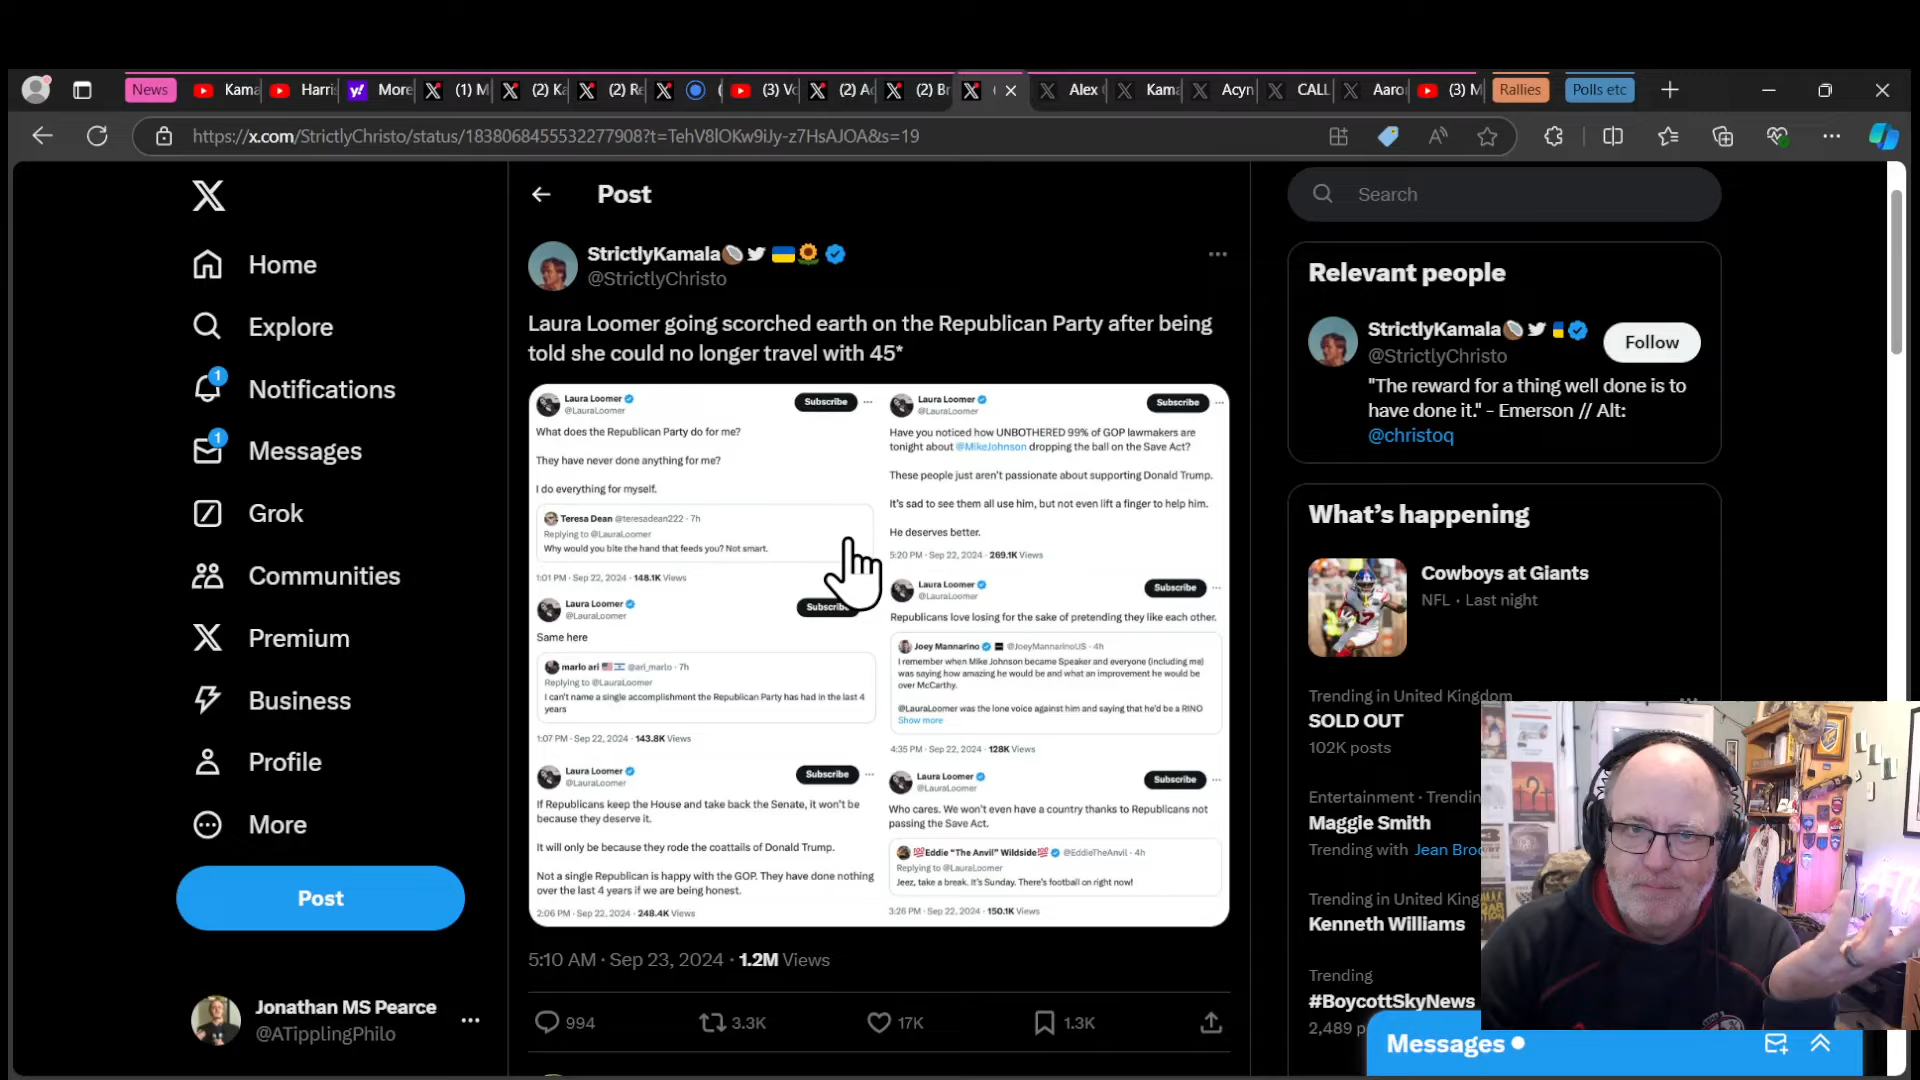 News
Kama
Harris
More
(1) M
(2) Ka
(2) Re
(
(3) Vo
(2) A
(2) Br
(
Alex
Kam
Acyn
CALL
Aaro
(3) M
Rallies
Polls etc
https://x.com/StrictlyChristo/status/1838068455532277908?t=TehV8lOKw9iJy-z7HsAJOA&s=19
Home
Explore
1
Notifications
1
Messages
Grok
Communities
Premium
Business
Profile
More
Post
Jonathan MS Pearce
@ATipplingPhilo
Post
StrictlyKamala
@StrictlyChristo
Laura Loomer going scorched earth on the Republican Party after being
told she could no longer travel with 45*
Laura Loomer
@LauraLoomer
Subscribe
What does the Republican Party do for me?
They have never done anything for me?
I do everything for myself.
Teresa Dean @teresadean222 · 7h
Replying to @LauraLoomer
Why would you bite the hand that feeds you? Not smart.
1:01 PM · Sep 22, 2024 · 148.1K Views
Laura Loomer
@LauraLoomer
Subscribe
Same here
marlo ari @ari_marlo · 7h
Replying to @LauraLoomer
I can't name a single accomplishment the Republican Party has had in the last 4
years
1:07 PM · Sep 22, 2024 · 143.8K Views
Laura Loomer
@LauraLoomer
Subscribe
If Republicans keep the House and take back the Senate, it won't be
because they deserve it.
It will only be because they rode the coattails of Donald Trump.
Not a single Republican is happy with the GOP. They have done nothing
over the last 4 years if we are being honest.
2:06 PM · Sep 22, 2024 · 248.4K Views
Laura Loomer
@LauraLoomer
Subscribe
Have you noticed how UNBOTHERED 99% of GOP lawmakers are
tonight about @MikeJohnson dropping the ball on the Save Act?
These people just aren't passionate about supporting Donald Trump.
It's sad to see them all use him, but not even lift a finger to help him.
He deserves better.
5:20 PM · Sep 22, 2024 · 269.1K Views
Laura Loomer
@LauraLoomer
Subscribe
Republicans love losing for the sake of pretending they like each other.
Joey Mannarino @JoeyMannarinoUS · 4h
I remember when Mike Johnson became Speaker and everyone (including me)
was saying how amazing he would be and what an improvement he would be
over McCarthy.
@LauraLoomer was the lone voice against him and saying that he'd be a RINO
Show more
4:35 PM · Sep 22, 2024 · 128K Views
Laura Loomer
@LauraLoomer
Subscribe
Who cares. We won't even have a country thanks to Republicans not
passing the Save Act.
Eddie "The Anvil" Wildside @EddieTheAnvil · 4h
Replying to @LauraLoomer
Jeez, take a break. It's Sunday. There's football on right now!
3:26 PM · Sep 22, 2024 · 150.1K Views
5:10 AM · Sep 23, 2024 · 1.2M Views
994
3.3K
17K
1.3K
Search
Relevant people
StrictlyKamala
@StrictlyChristo
Follow
"The reward for a thing well done is to
have done it." - Emerson // Alt:
@christoq
What's happening
Cowboys at Giants
NFL · Last night
Trending in United Kingdom
SOLD OUT
102K posts
Entertainment · Trendin
Maggie Smith
Trending with Jean Broc
Trending in United King
Kenneth Williams
Trending
#BoycottSkyNews
2,489 p
Messages